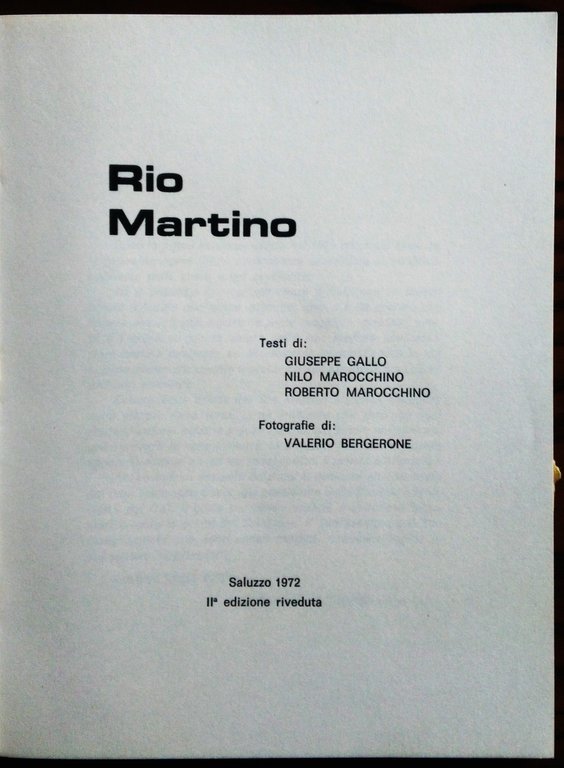 Rio
Martino
Testi di:
GIUSEPPE GALLO
NILO MAROCCHINO
ROBERTO MAROCCHINO
Fotografie di:
VALERIO BERGERONE
Saluzzo 1972
IIª edizione riveduta